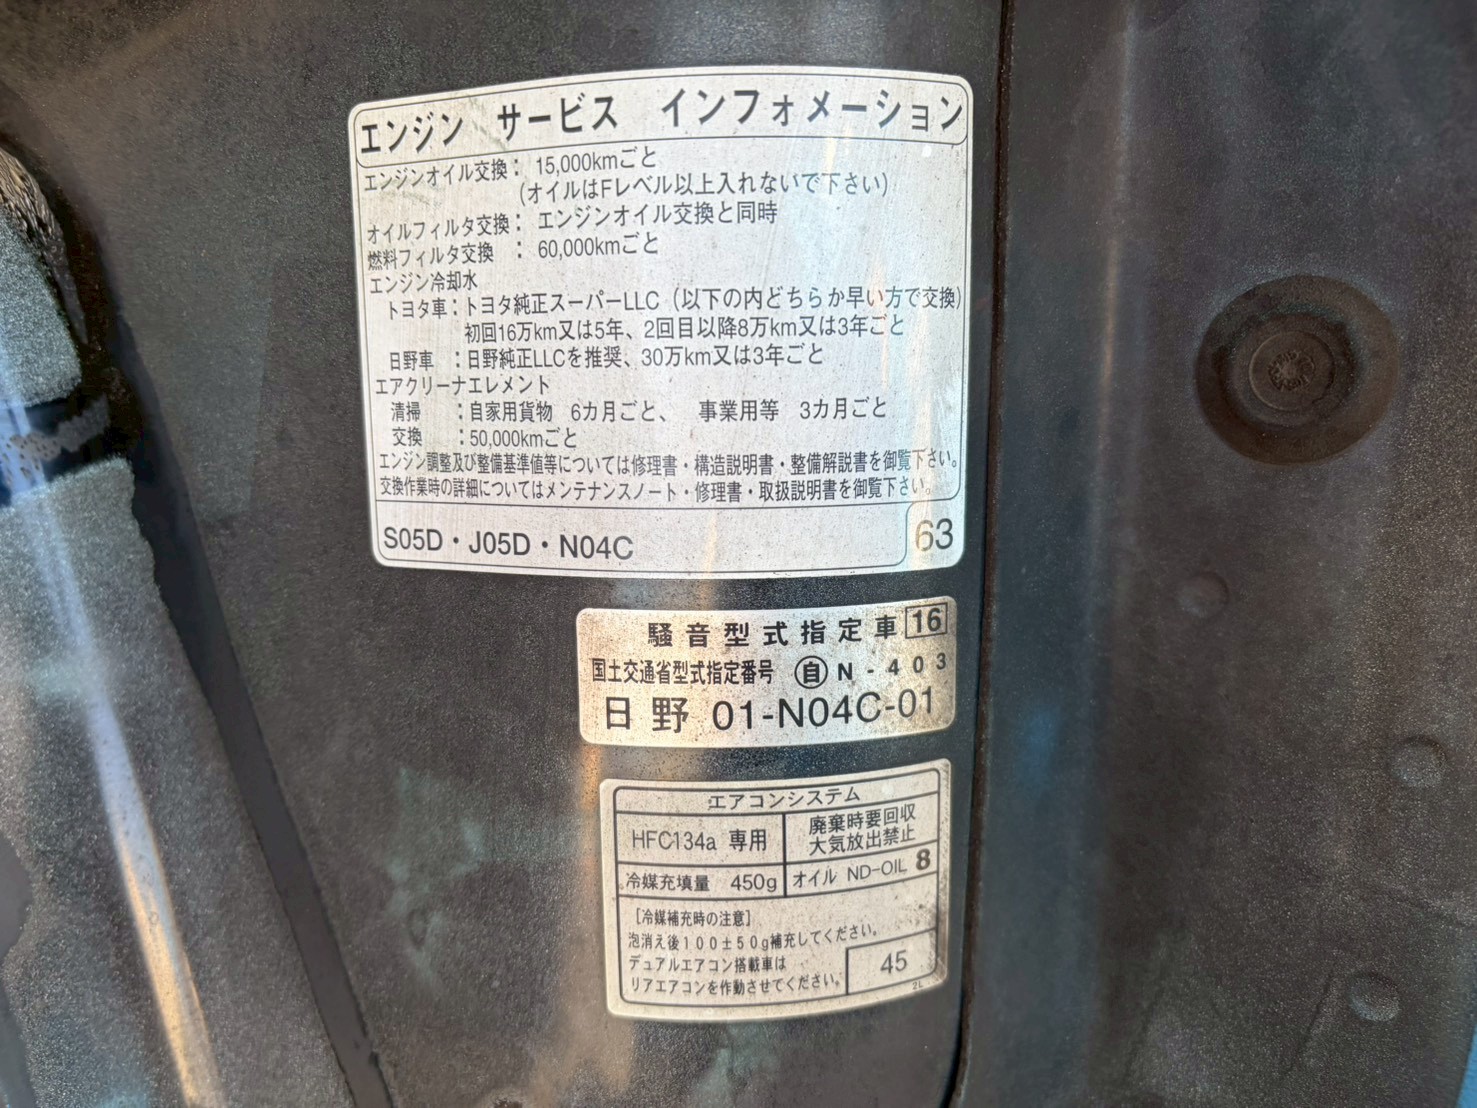 エンジン サービス インフォメーション
エンジンオイル交換： 15,000kmごと
(オイルはFレベル以上入れないで下さい)
オイルフィルタ交換： エンジンオイル交換と同時
燃料フィルタ交換 ： 60,000kmごと
エンジン冷却水
トヨタ車：トヨタ純正スーパーLLC（以下の内どちらか早い方で交換)
初回16万km又は5年、2回目以降8万km又は3年ごと
日野車 ：日野純正LLCを推奨、30万km又は3年ごと
エアクリーナエレメント
清掃 ：自家用貨物 6カ月ごと、 事業用等 3カ月ごと
交換 ：50,000kmごと
エンジン調整及び整備基準値等については修理書・構造説明書・整備解説書を御覧下さい。
交換作業時の詳細についてはメンテナンスノート・修理書・取扱説明書を御覧下さい。
S05D・J05D・N04C 63
騒音型式指定車 16
国土交通省型式指定番号 自 N-403
日野 01-N04C-01
エアコンシステム
HFC134a 専用
廃棄時要回収
大気放出禁止
冷媒充填量 450g
オイル ND-OIL 8
［冷媒補充時の注意］
泡消え後100±50g補充してください。
デュアルエアコン搭載車は
リアエアコンを作動させてください。
45
2L